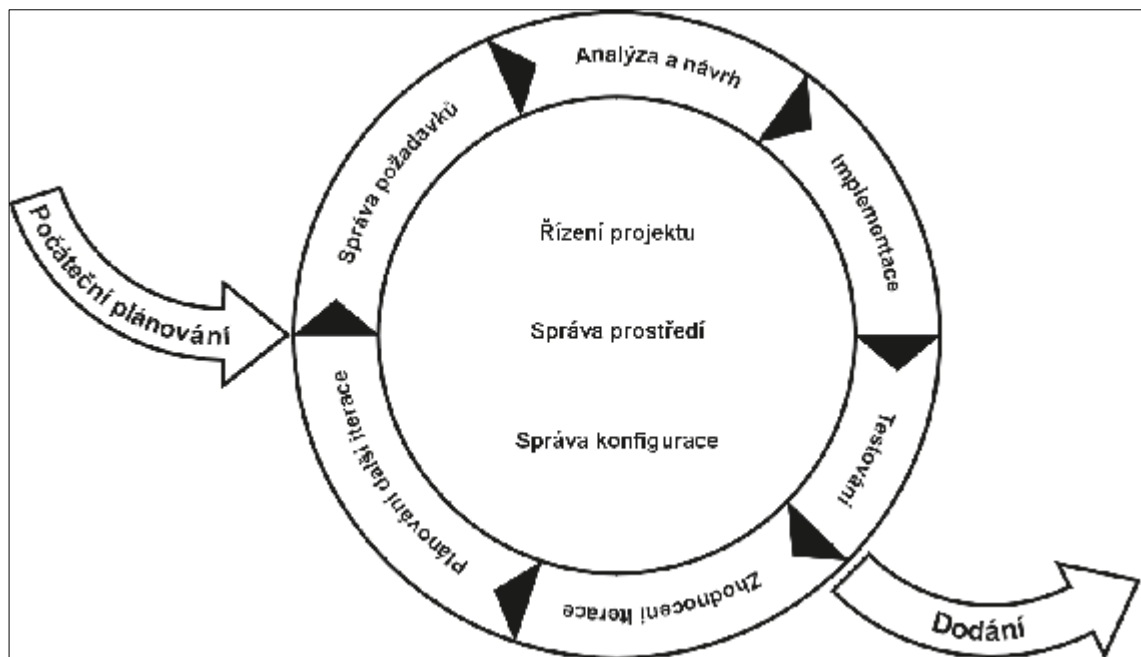 Počáteční plánování
Správa požadavků
Analýza a návrh
Implementace
Testování
Zhodnocení iterace
Plánování další iterace
Řízení projektu
Správa prostředí
Správa konfigurace
Dodání